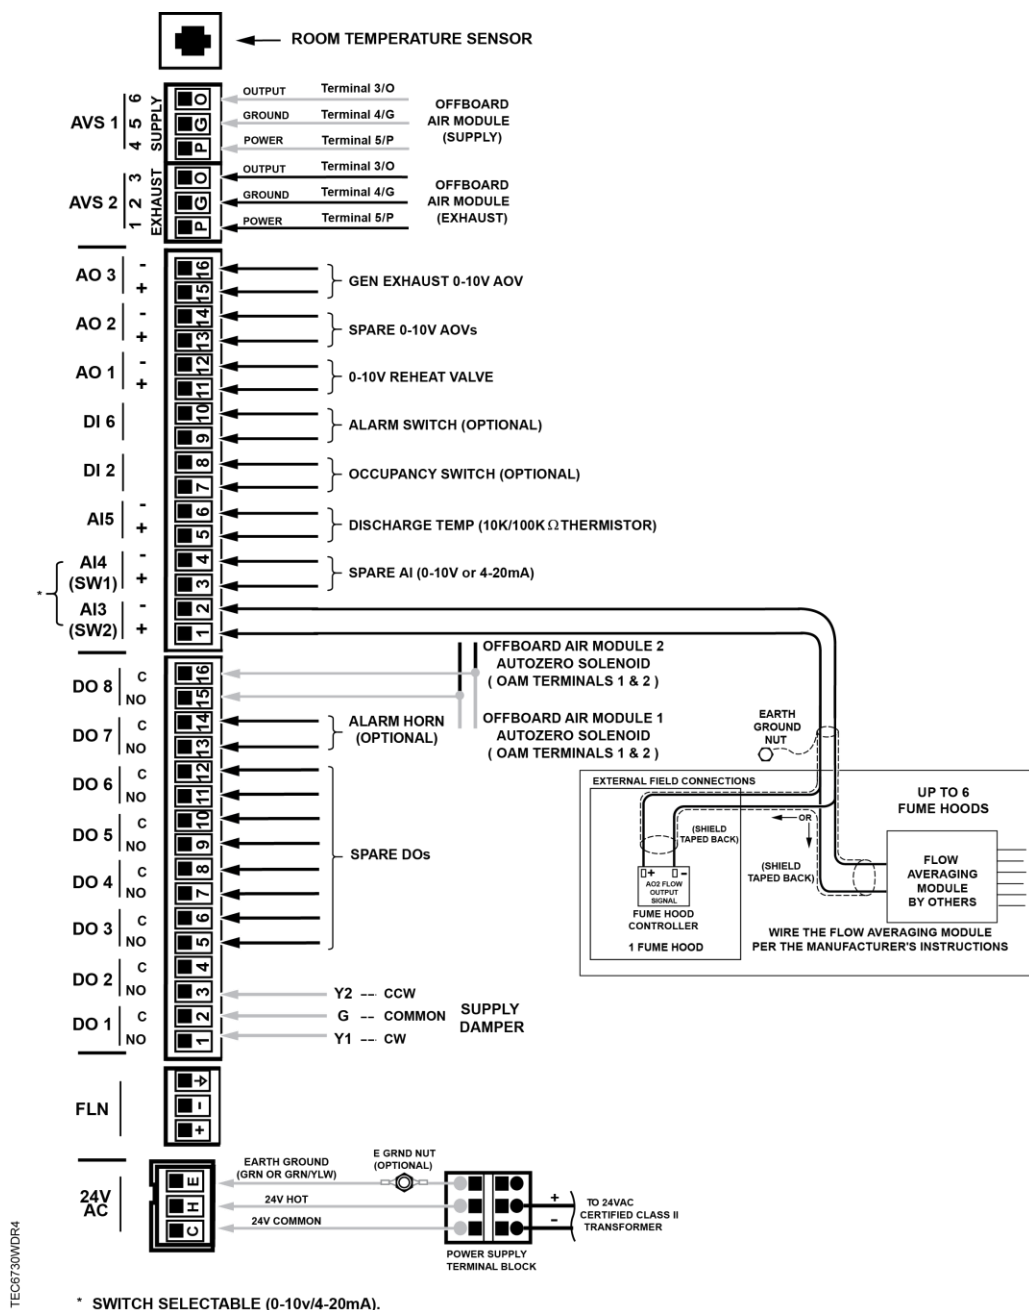 ROOM TEMPERATURE SENSOR
AVS 1
4 5 6
SUPPLY
O
G
P
OUTPUT Terminal 3/O
GROUND Terminal 4/G
POWER Terminal 5/P
OFFBOARD
AIR MODULE
(SUPPLY)
AVS 2
1 2 3
EXHAUST
O
G
P
OUTPUT Terminal 3/O
GROUND Terminal 4/G
POWER Terminal 5/P
OFFBOARD
AIR MODULE
(EXHAUST)
AO 3
- 16
+ 15
GEN EXHAUST 0-10V AOV
AO 2
- 14
+ 13
SPARE 0-10V AOVs
AO 1
- 12
+ 11
0-10V REHEAT VALVE
DI 6
10
9
ALARM SWITCH (OPTIONAL)
DI 2
8
7
OCCUPANCY SWITCH (OPTIONAL)
AI5
- 6
+ 5
DISCHARGE TEMP (10K/100K Ω THERMISTOR)
*
AI4
(SW1)
- 4
+ 3
SPARE AI (0-10V or 4-20mA)
AI3
(SW2)
- 2
+ 1
DO 8
C 16
NO 15
OFFBOARD AIR MODULE 2
AUTOZERO SOLENOID
( OAM TERMINALS 1 & 2 )
OFFBOARD AIR MODULE 1
AUTOZERO SOLENOID
( OAM TERMINALS 1 & 2 )
DO 7
C 14
NO 13
ALARM HORN
(OPTIONAL)
DO 6
C 12
NO 11
DO 5
C 10
NO 9
DO 4
C 8
NO 7
DO 3
C 6
NO 5
SPARE DOs
DO 2
C 4
NO 3
DO 1
C 2
NO 1
Y2 --- CCW
G -- COMMON
Y1 -- CW
SUPPLY
DAMPER
EARTH
GROUND
NUT
EXTERNAL FIELD CONNECTIONS
UP TO 6
FUME HOODS
(SHIELD
TAPED BACK)
OR
(SHIELD
TAPED BACK)
+ -
AO2 FLOW
OUTPUT
SIGNAL
FUME HOOD
CONTROLLER
1 FUME HOOD
FLOW
AVERAGING
MODULE
BY OTHERS
WIRE THE FLOW AVERAGING MODULE
PER THE MANUFACTURER'S INSTRUCTIONS
FLN
-
+
24V
AC
E
H
C
EARTH GROUND
(GRN OR GRN/YLW)
24V HOT
24V COMMON
E GRND NUT
(OPTIONAL)
POWER SUPPLY
TERMINAL BLOCK
+
-
TO 24VAC
CERTIFIED CLASS II
TRANSFORMER
TEC6730WDR4
* SWITCH SELECTABLE (0-10v/4-20mA).